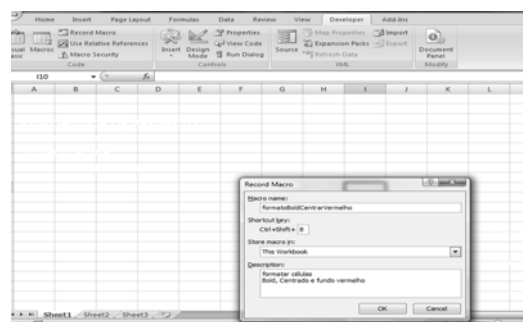 Home Insert Page Layout Formulas Data Review View Developer Add-Ins
Record Macro
Use Relative References
Macro Security
Macros
Code
Insert
Design Mode
Properties
View Code
Run Dialog
Controls
Source
Map Properties
Expansion Packs
Refresh Data
Import
Export
XML
Document Panel
Modify
I10
fx
A B C D E F G H I J K L
Record Macro
Macro name:
formatoBoldCentrarVermelho
Shortcut key:
Ctrl+Shift+ B
Store macro in:
This Workbook
Description:
formatar células
Bold, Centrado e fundo vermelho
OK Cancel
Sheet1 Sheet2 Sheet3